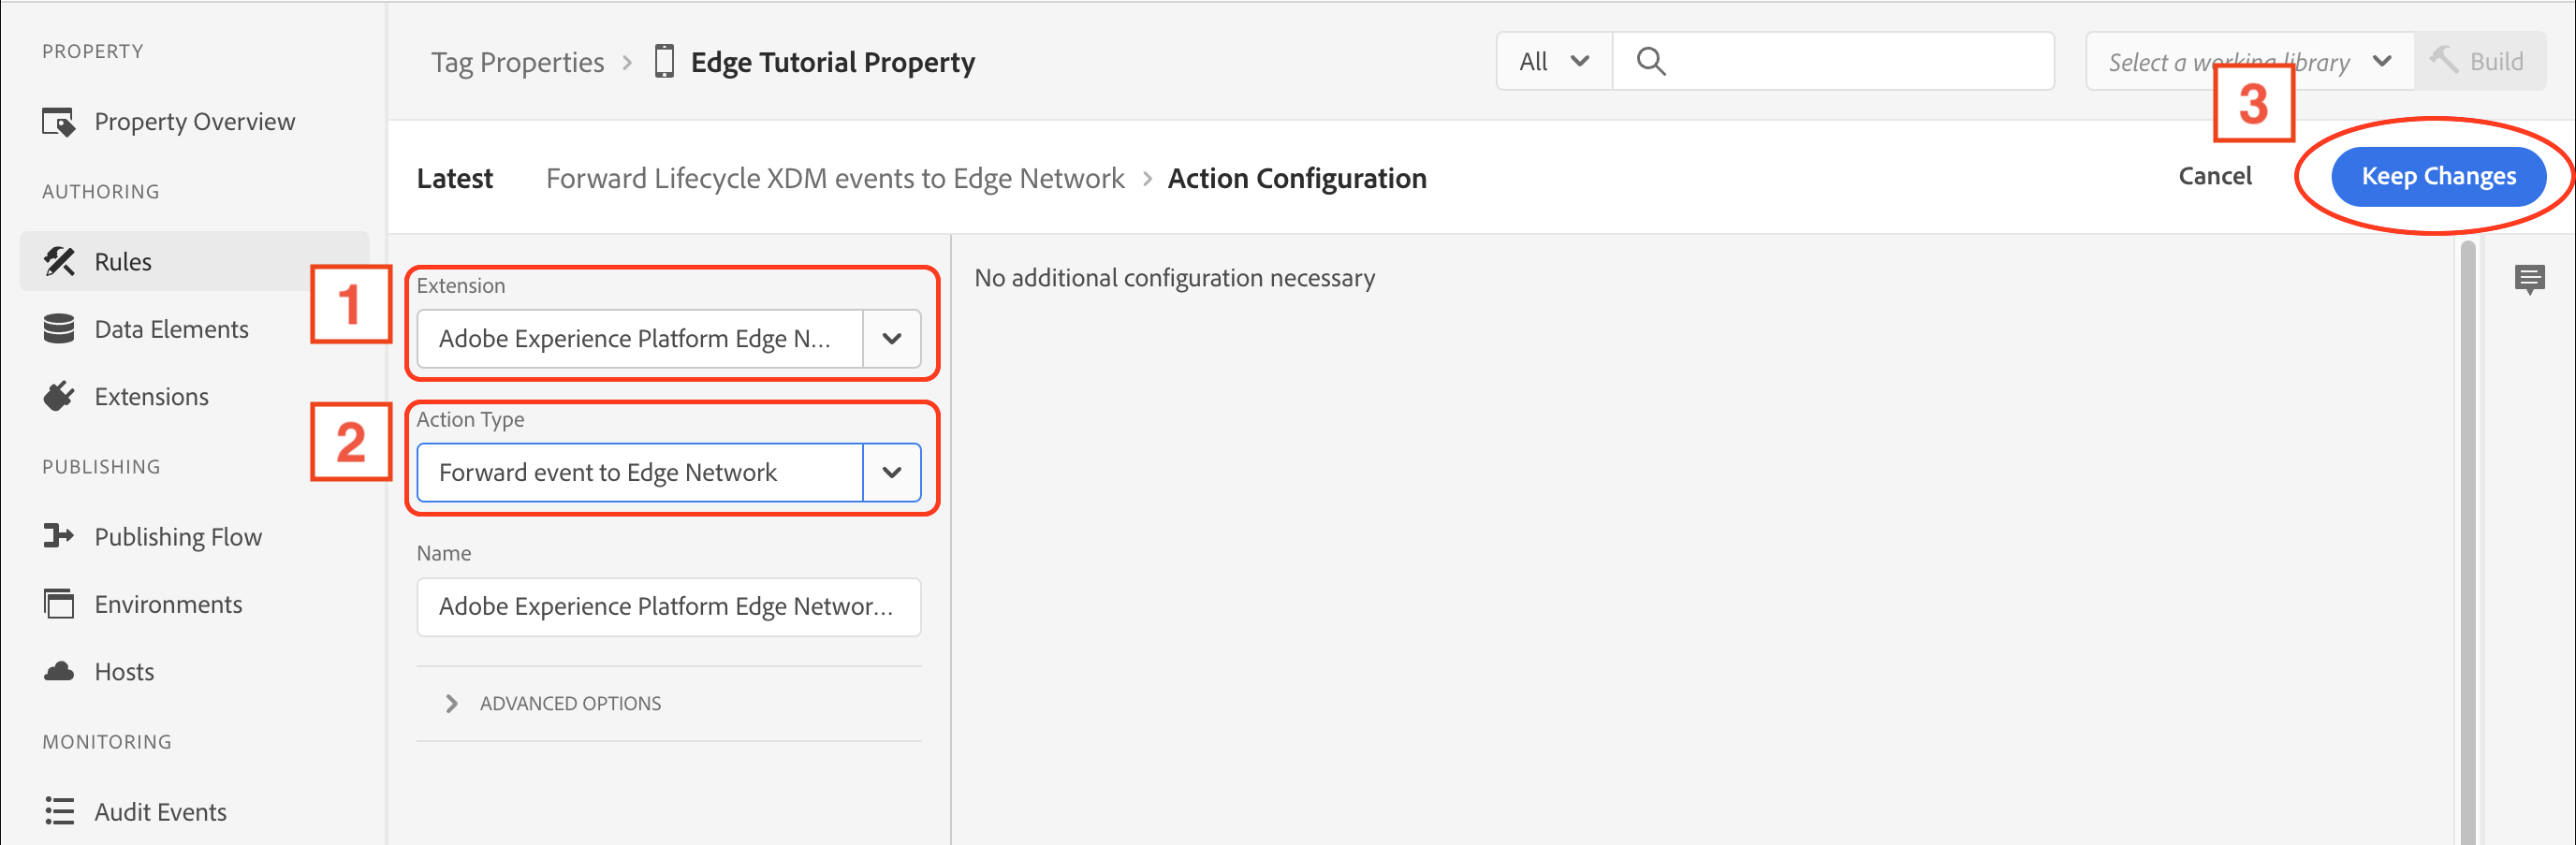 PROPERTY
Property Overview
AUTHORING
Rules
Data Elements
Extensions
PUBLISHING
Publishing Flow
Environments
Hosts
MONITORING
Audit Events
Tag Properties > Edge Tutorial Property
All
Select a working library
Build
3
Latest
Forward Lifecycle XDM events to Edge Network > Action Configuration
Cancel
Keep Changes
1
Extension
Adobe Experience Platform Edge N...
2
Action Type
Forward event to Edge Network
Name
Adobe Experience Platform Edge Networ...
ADVANCED OPTIONS
No additional configuration necessary